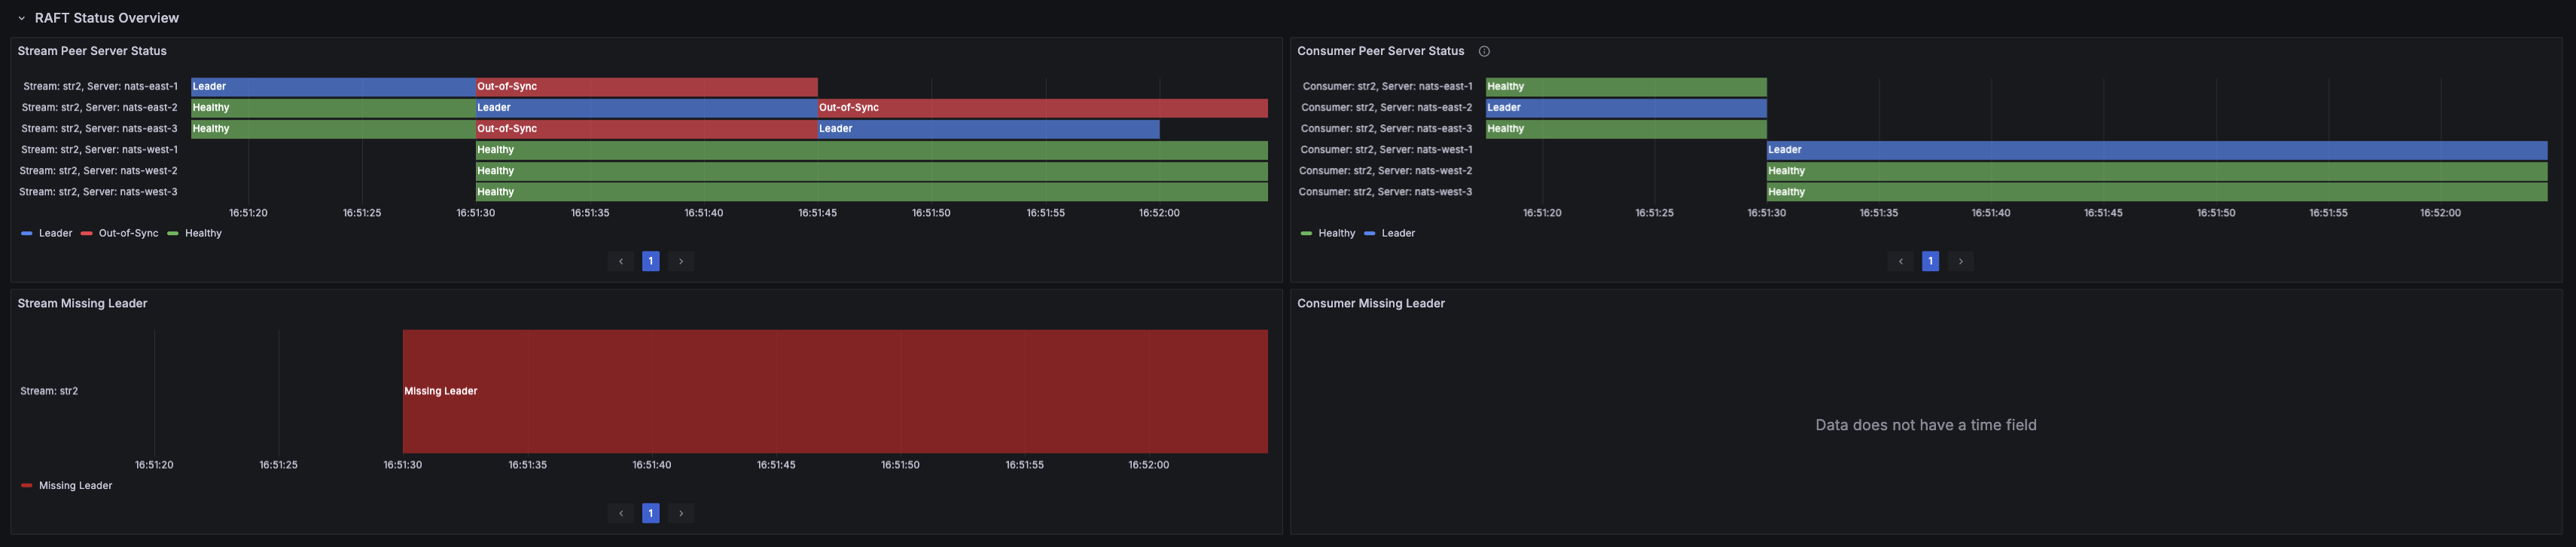 RAFT Status Overview
Stream Peer Server Status
Stream: str2, Server: nats-east-1 Leader Out-of-Sync
Stream: str2, Server: nats-east-2 Healthy Leader Out-of-Sync
Stream: str2, Server: nats-east-3 Healthy Out-of-Sync Leader
Stream: str2, Server: nats-west-1 Healthy
Stream: str2, Server: nats-west-2 Healthy
Stream: str2, Server: nats-west-3 Healthy
16:51:20 16:51:25 16:51:30 16:51:35 16:51:40 16:51:45 16:51:50 16:51:55 16:52:00
Leader Out-of-Sync Healthy
1
Consumer Peer Server Status
Consumer: str2, Server: nats-east-1 Healthy
Consumer: str2, Server: nats-east-2 Leader
Consumer: str2, Server: nats-east-3 Healthy
Consumer: str2, Server: nats-west-1 Leader
Consumer: str2, Server: nats-west-2 Healthy
Consumer: str2, Server: nats-west-3 Healthy
16:51:20 16:51:25 16:51:30 16:51:35 16:51:40 16:51:45 16:51:50 16:51:55 16:52:00
Healthy Leader
1
Stream Missing Leader
Stream: str2 Missing Leader
16:51:20 16:51:25 16:51:30 16:51:35 16:51:40 16:51:45 16:51:50 16:51:55 16:52:00
Missing Leader
1
Consumer Missing Leader
Data does not have a time field